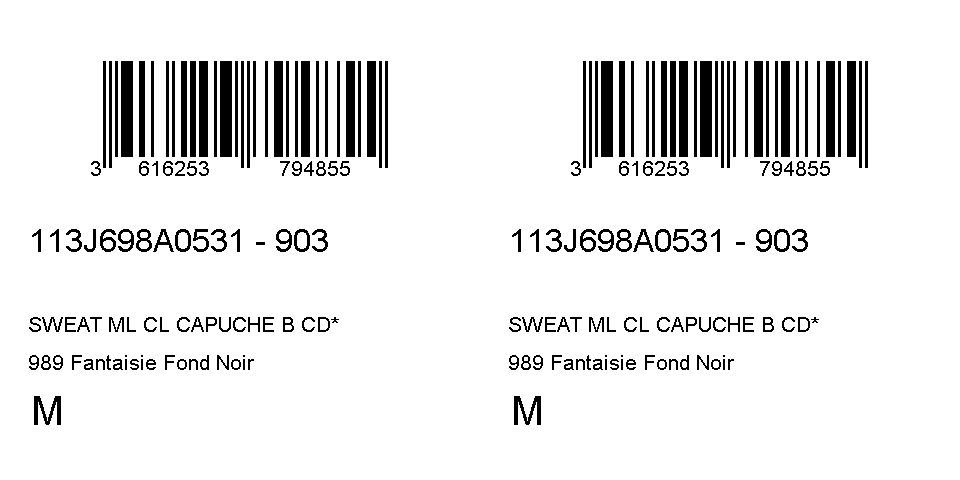 3 616253 794855
113J698A0531 - 903
SWEAT ML CL CAPUCHE B CD*
989 Fantaisie Fond Noir
M
3 616253 794855
113J698A0531 - 903
SWEAT ML CL CAPUCHE B CD*
989 Fantaisie Fond Noir
M